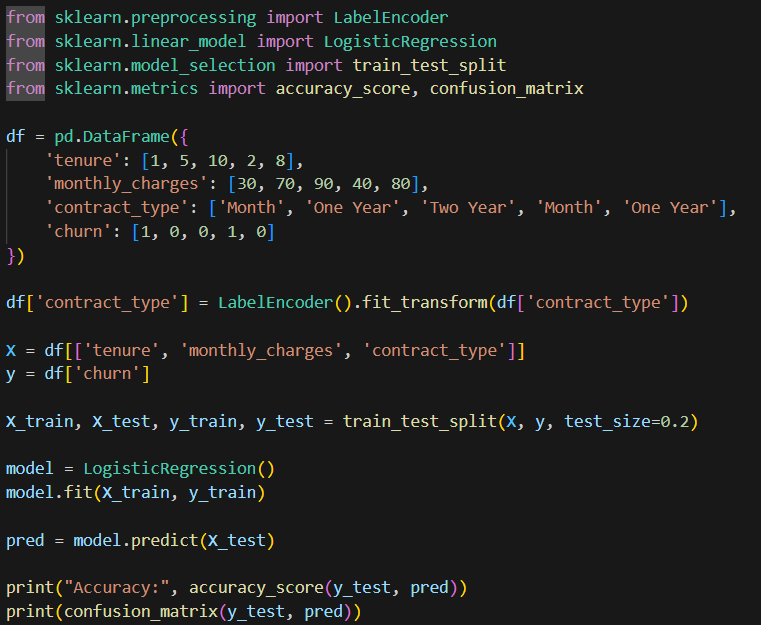 from sklearn.preprocessing import LabelEncoder
from sklearn.linear_model import LogisticRegression
from sklearn.model_selection import train_test_split
from sklearn.metrics import accuracy_score, confusion_matrix

df = pd.DataFrame({
    'tenure': [1, 5, 10, 2, 8],
    'monthly_charges': [30, 70, 90, 40, 80],
    'contract_type': ['Month', 'One Year', 'Two Year', 'Month', 'One Year'],
    'churn': [1, 0, 0, 1, 0]
})

df['contract_type'] = LabelEncoder().fit_transform(df['contract_type'])

X = df[['tenure', 'monthly_charges', 'contract_type']]
y = df['churn']

X_train, X_test, y_train, y_test = train_test_split(X, y, test_size=0.2)

model = LogisticRegression()
model.fit(X_train, y_train)

pred = model.predict(X_test)

print("Accuracy:", accuracy_score(y_test, pred))
print(confusion_matrix(y_test, pred))